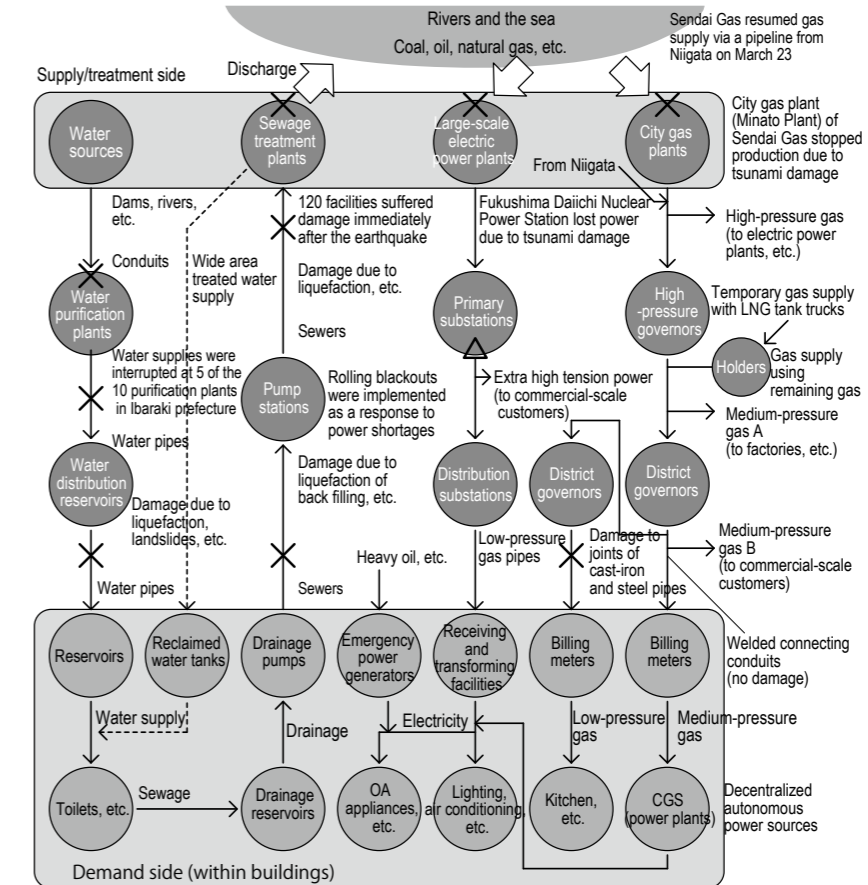 Rivers and the sea
Coal, oil, natural gas, etc.
Sendai Gas resumed gas
supply via a pipeline from
Niigata on March 23
Supply/treatment side
Discharge
Water
sources
Sewage
treatment
plants
Large-scale
electric
power plants
City gas
plants
City gas plant
(Minato Plant) of
Sendai Gas stopped
production due to
tsunami damage
From Niigata
Dams, rivers,
etc.
120 facilities suffered
damage immediately
after the earthquake
Fukushima Daiichi Nuclear
Power Station lost power
due to tsunami damage
High-pressure gas
(to electric power
plants, etc.)
Conduits
Wide area
treated water
supply
Damage due to
liquefaction, etc.
Water
purification
plants
Sewers
Primary
substations
High
-pressure
governors
Temporary gas supply
with LNG tank trucks
Holders
Gas supply
using
remaining gas
Water supplies were
interrupted at 5 of the
10 purification plants
in Ibaraki prefecture
Pump
stations
Rolling blackouts
were implemented
as a response to
power shortages
Extra high tension power
(to commercial-scale
customers)
Medium-pressure
gas A
(to factories, etc.)
Water pipes
Water
distribution
reservoirs
Damage due to
liquefaction of
back filling, etc.
Distribution
substations
District
governors
District
governors
Damage due to
liquefaction,
landslides, etc.
Heavy oil, etc.
Low-pressure
gas pipes
Damage to
joints of
cast-iron
and steel pipes
Medium-pressure
gas B
(to commercial-scale
customers)
Water pipes
Sewers
Reservoirs
Reclaimed
water tanks
Drainage
pumps
Emergency
power
generators
Receiving
and
transforming
facilities
Billing
meters
Billing
meters
Welded connecting
conduits
(no damage)
Water supply
Drainage
Electricity
Low-pressure
gas
Medium-pressure
gas
Toilets, etc.
Sewage
Drainage
reservoirs
OA
appliances,
etc.
Lighting,
air conditioning,
etc.
Kitchen,
etc.
CGS
(power plants)
Decentralized
autonomous
power sources
Demand side (within buildings)